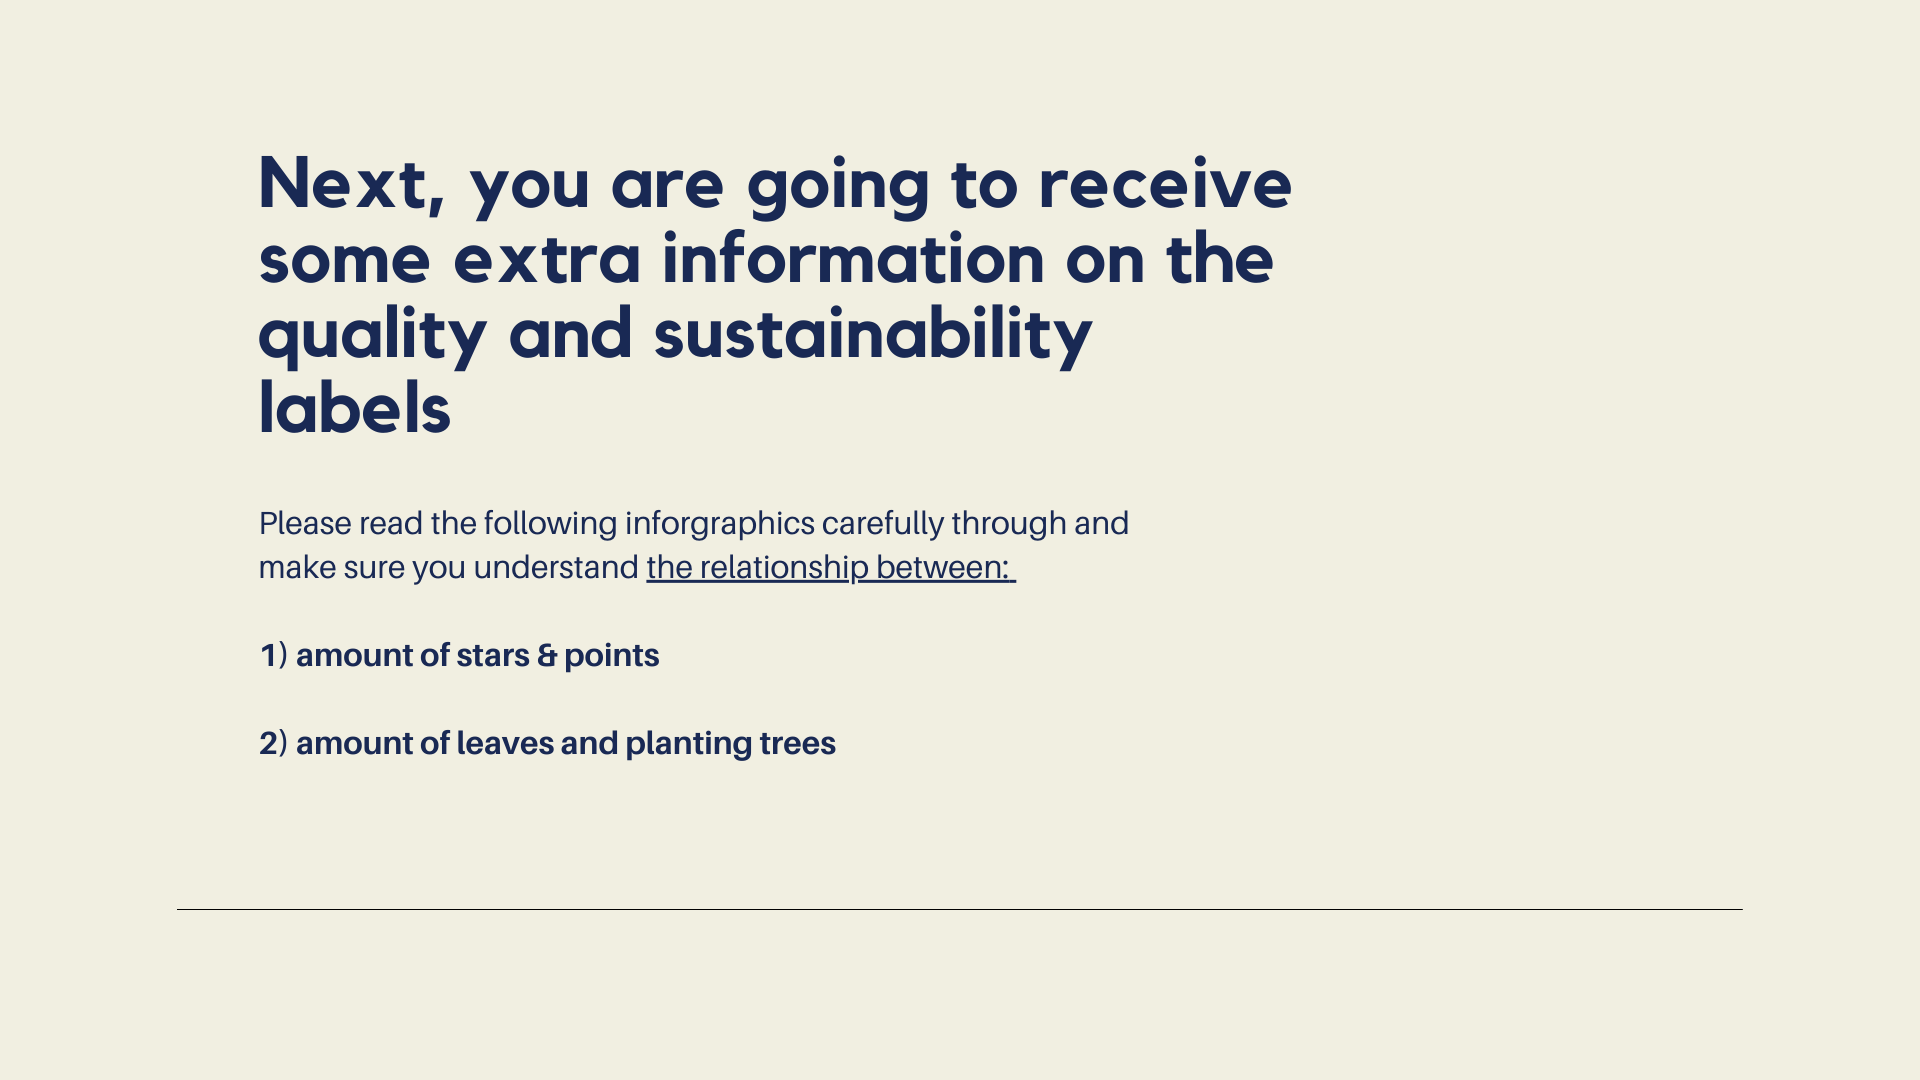 Next, you are going to receive
some extra information on the
quality and sustainability
labels
Please read the following inforgraphics carefully through and
make sure you understand the relationship between:
1) amount of stars & points
2) amount of leaves and planting trees